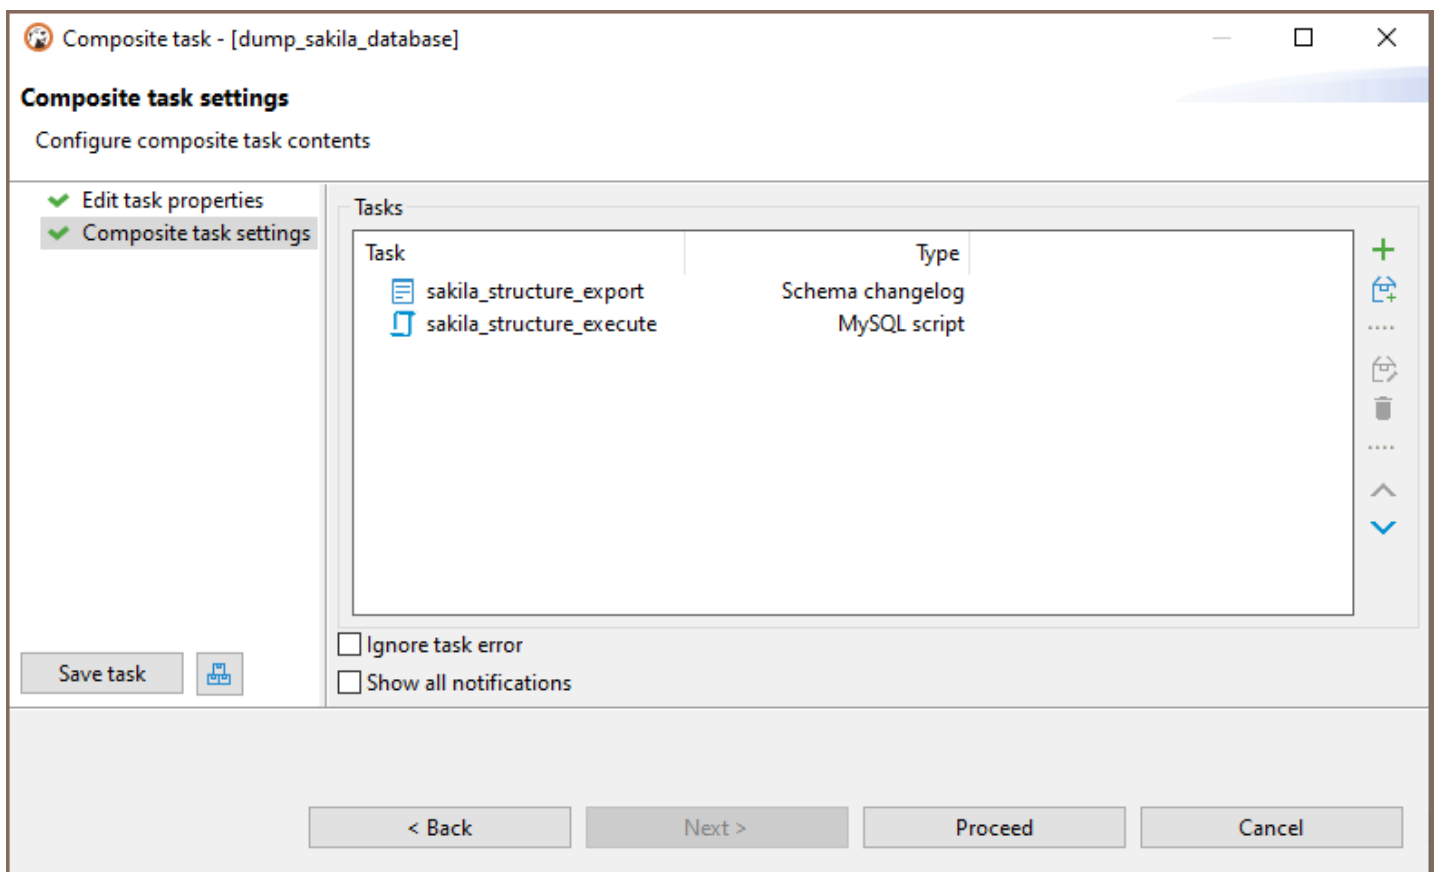 Composite task - [dump_sakila_database]
Composite task settings
Configure composite task contents
Edit task properties
Composite task settings
Tasks
Task Type
sakila_structure_export Schema changelog
sakila_structure_execute MySQL script
Ignore task error
Show all notifications
Save task
< Back Next > Proceed Cancel